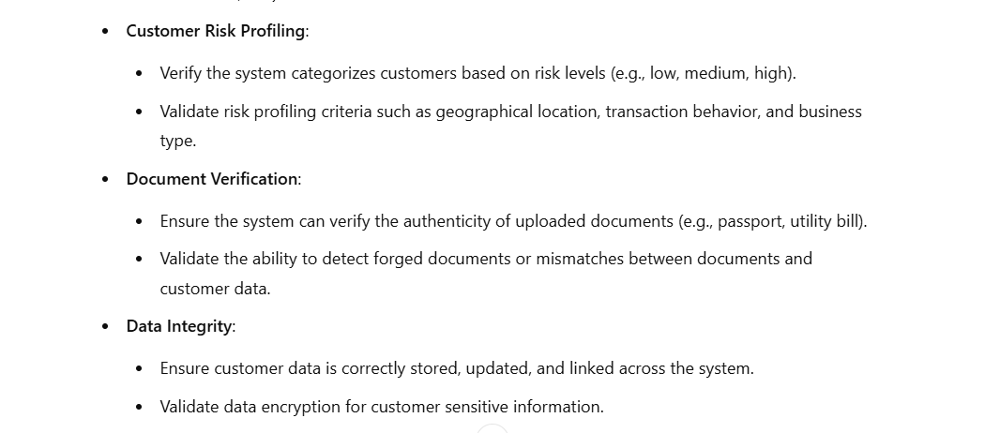 • Customer Risk Profiling:
• Verify the system categorizes customers based on risk levels (e.g., low, medium, high).
• Validate risk profiling criteria such as geographical location, transaction behavior, and business
type.
• Document Verification:
• Ensure the system can verify the authenticity of uploaded documents (e.g., passport, utility bill).
• Validate the ability to detect forged documents or mismatches between documents and
customer data.
• Data Integrity:
• Ensure customer data is correctly stored, updated, and linked across the system.
• Validate data encryption for customer sensitive information.